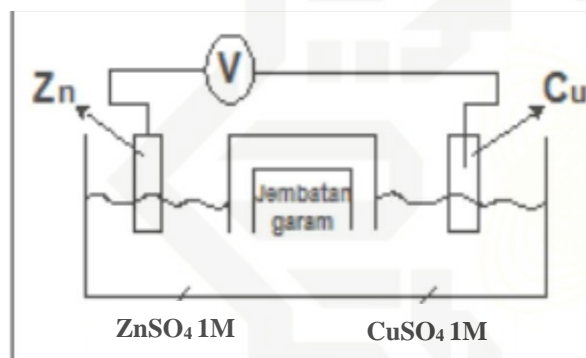 V
Zn
Cu
Jembatan
garam
ZnSO₄ 1M
CuSO₄ 1M